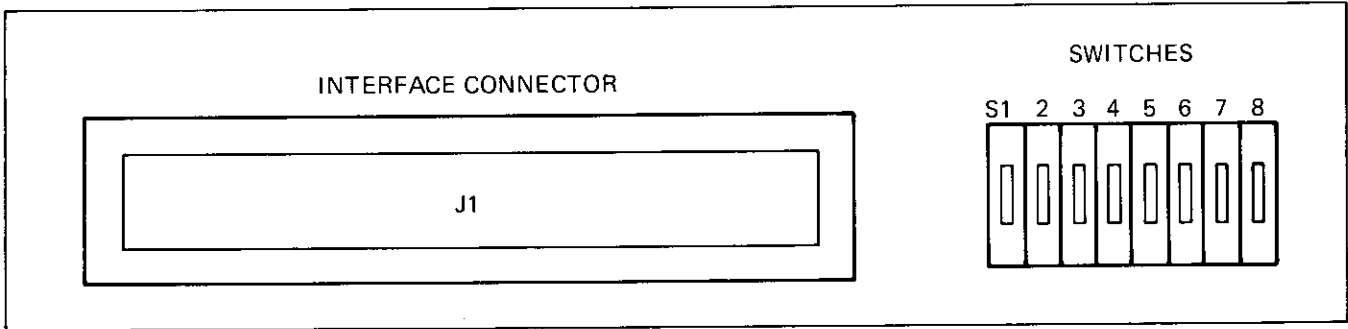 INTERFACE CONNECTOR
J1
SWITCHES
S1 2 3 4 5 6 7 8